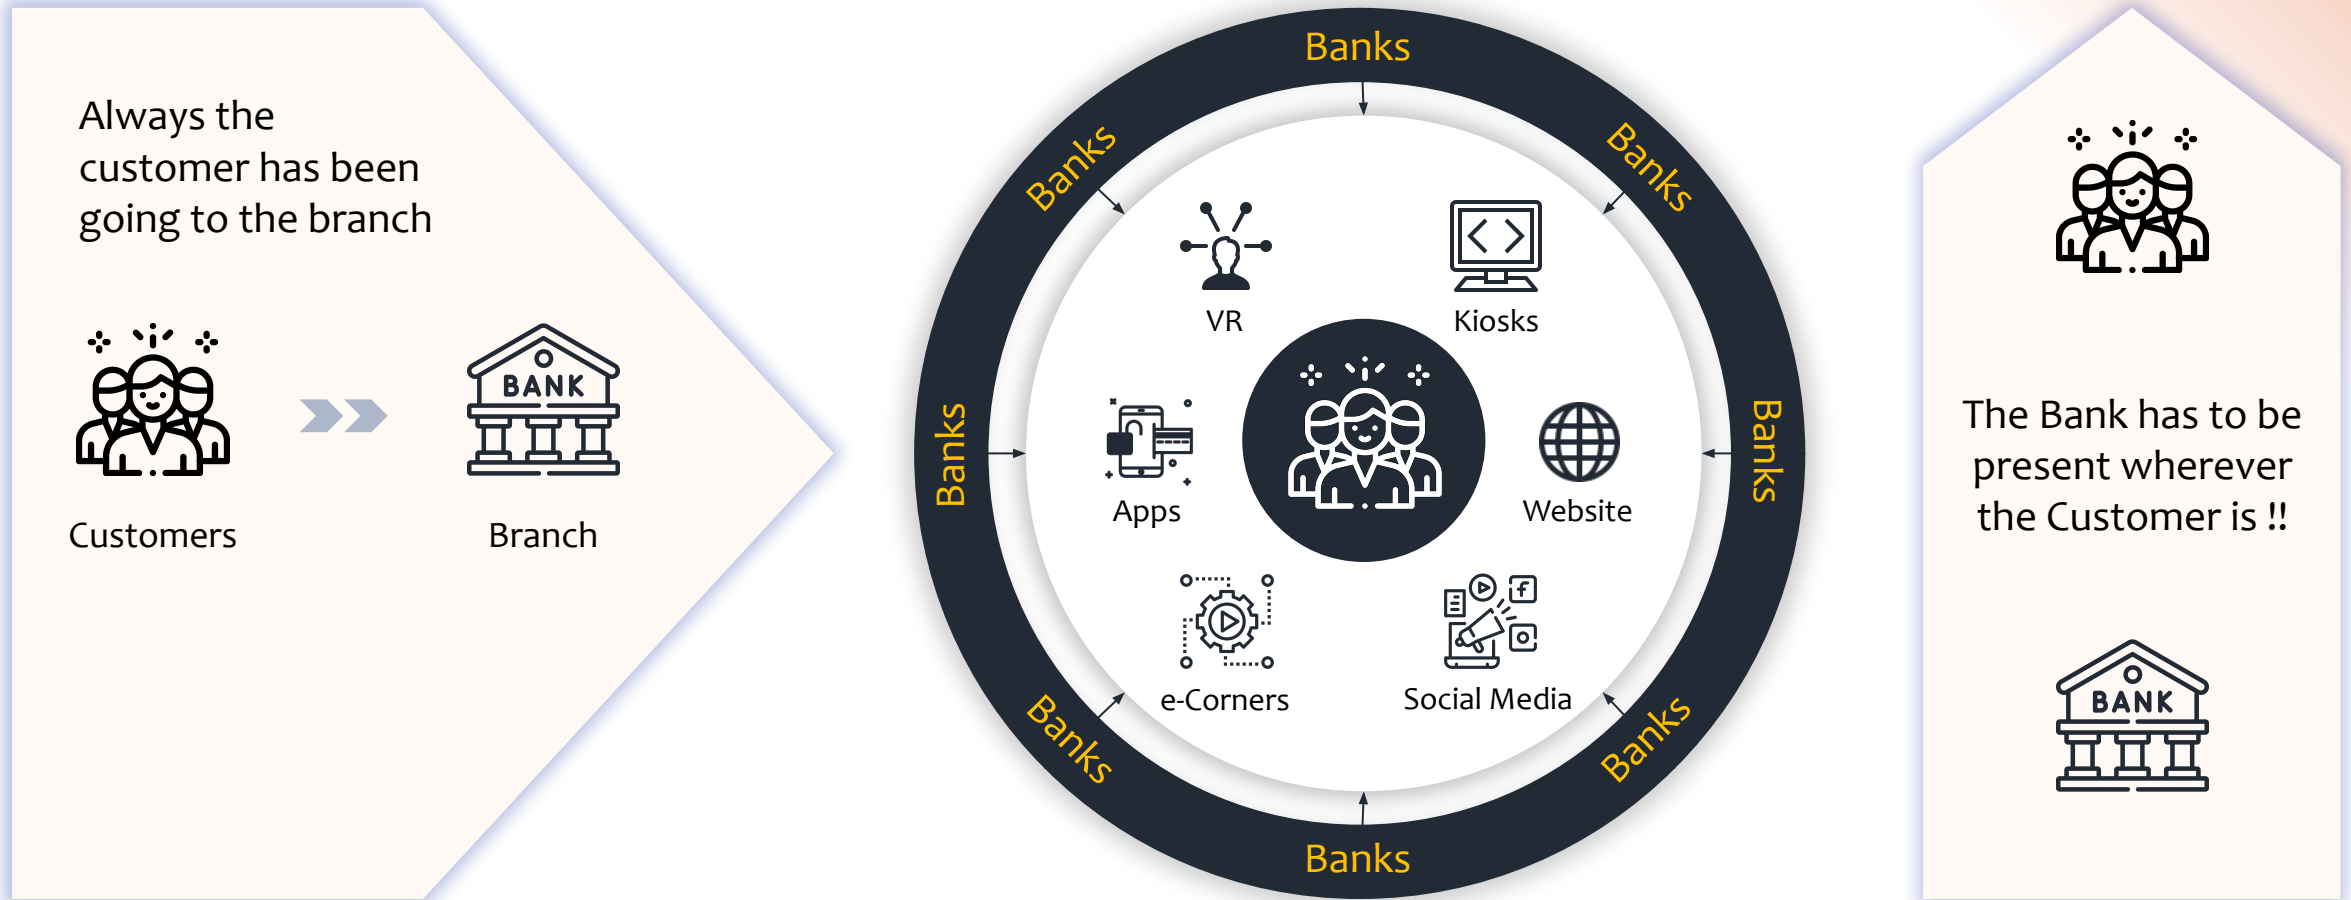 Always the
customer has been
going to the branch
BANK
Customers
Branch
Banks
Banks
Banks
Banks
Banks
Banks
Banks
Banks
VR
Kiosks
Apps
Website
e-Corners
Social Media
f
The Bank has to be
present wherever
the Customer is !!
BANK